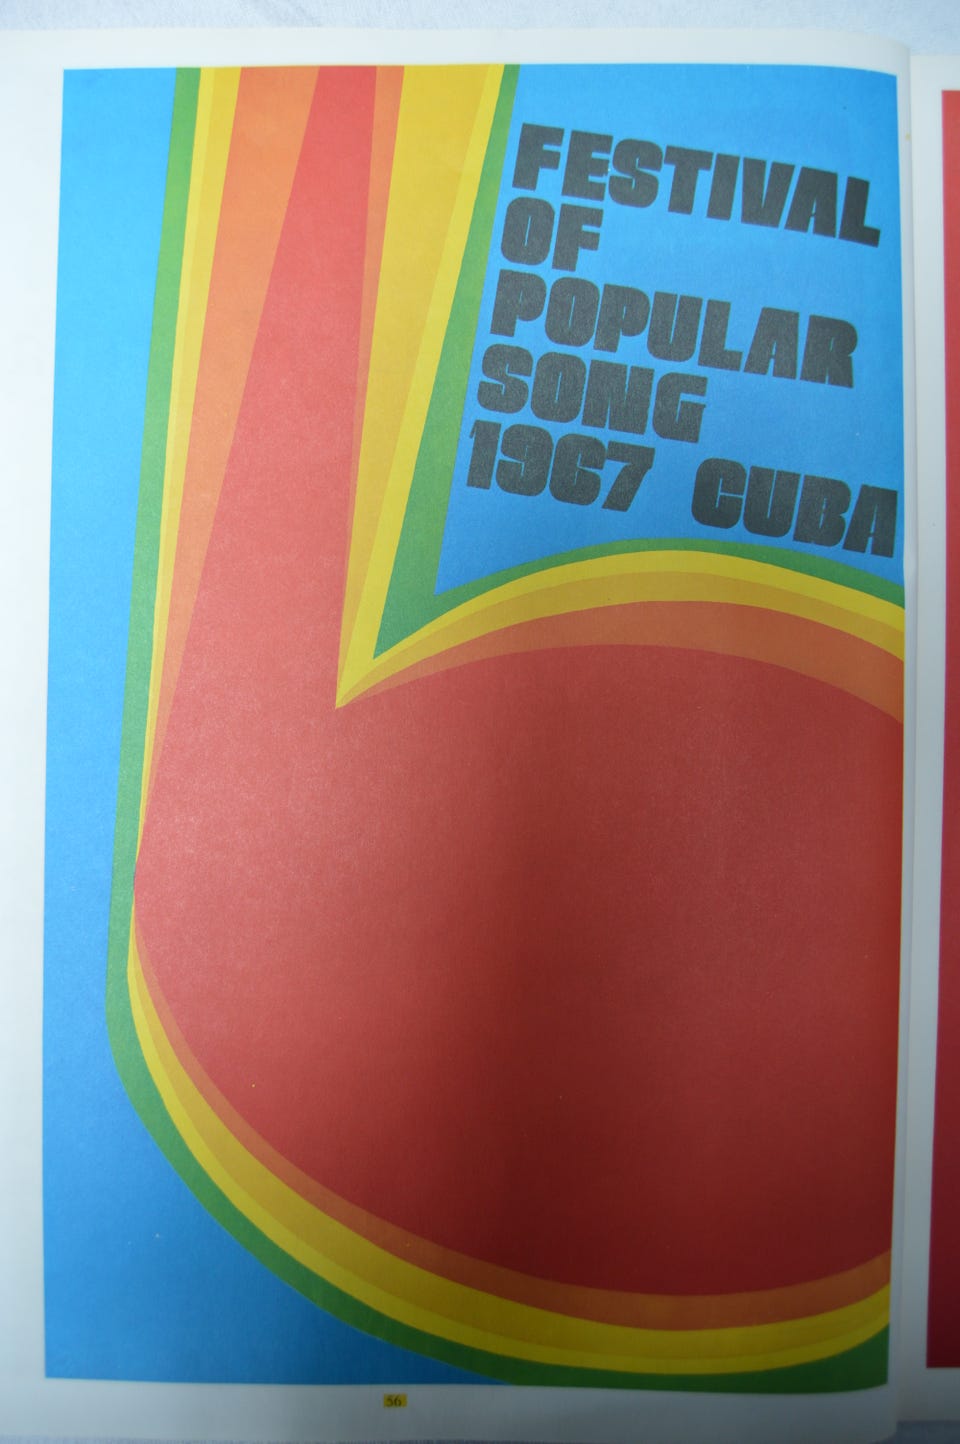 FESTIVAL
OF
POPULAR
SONG
1967 CUBA
56